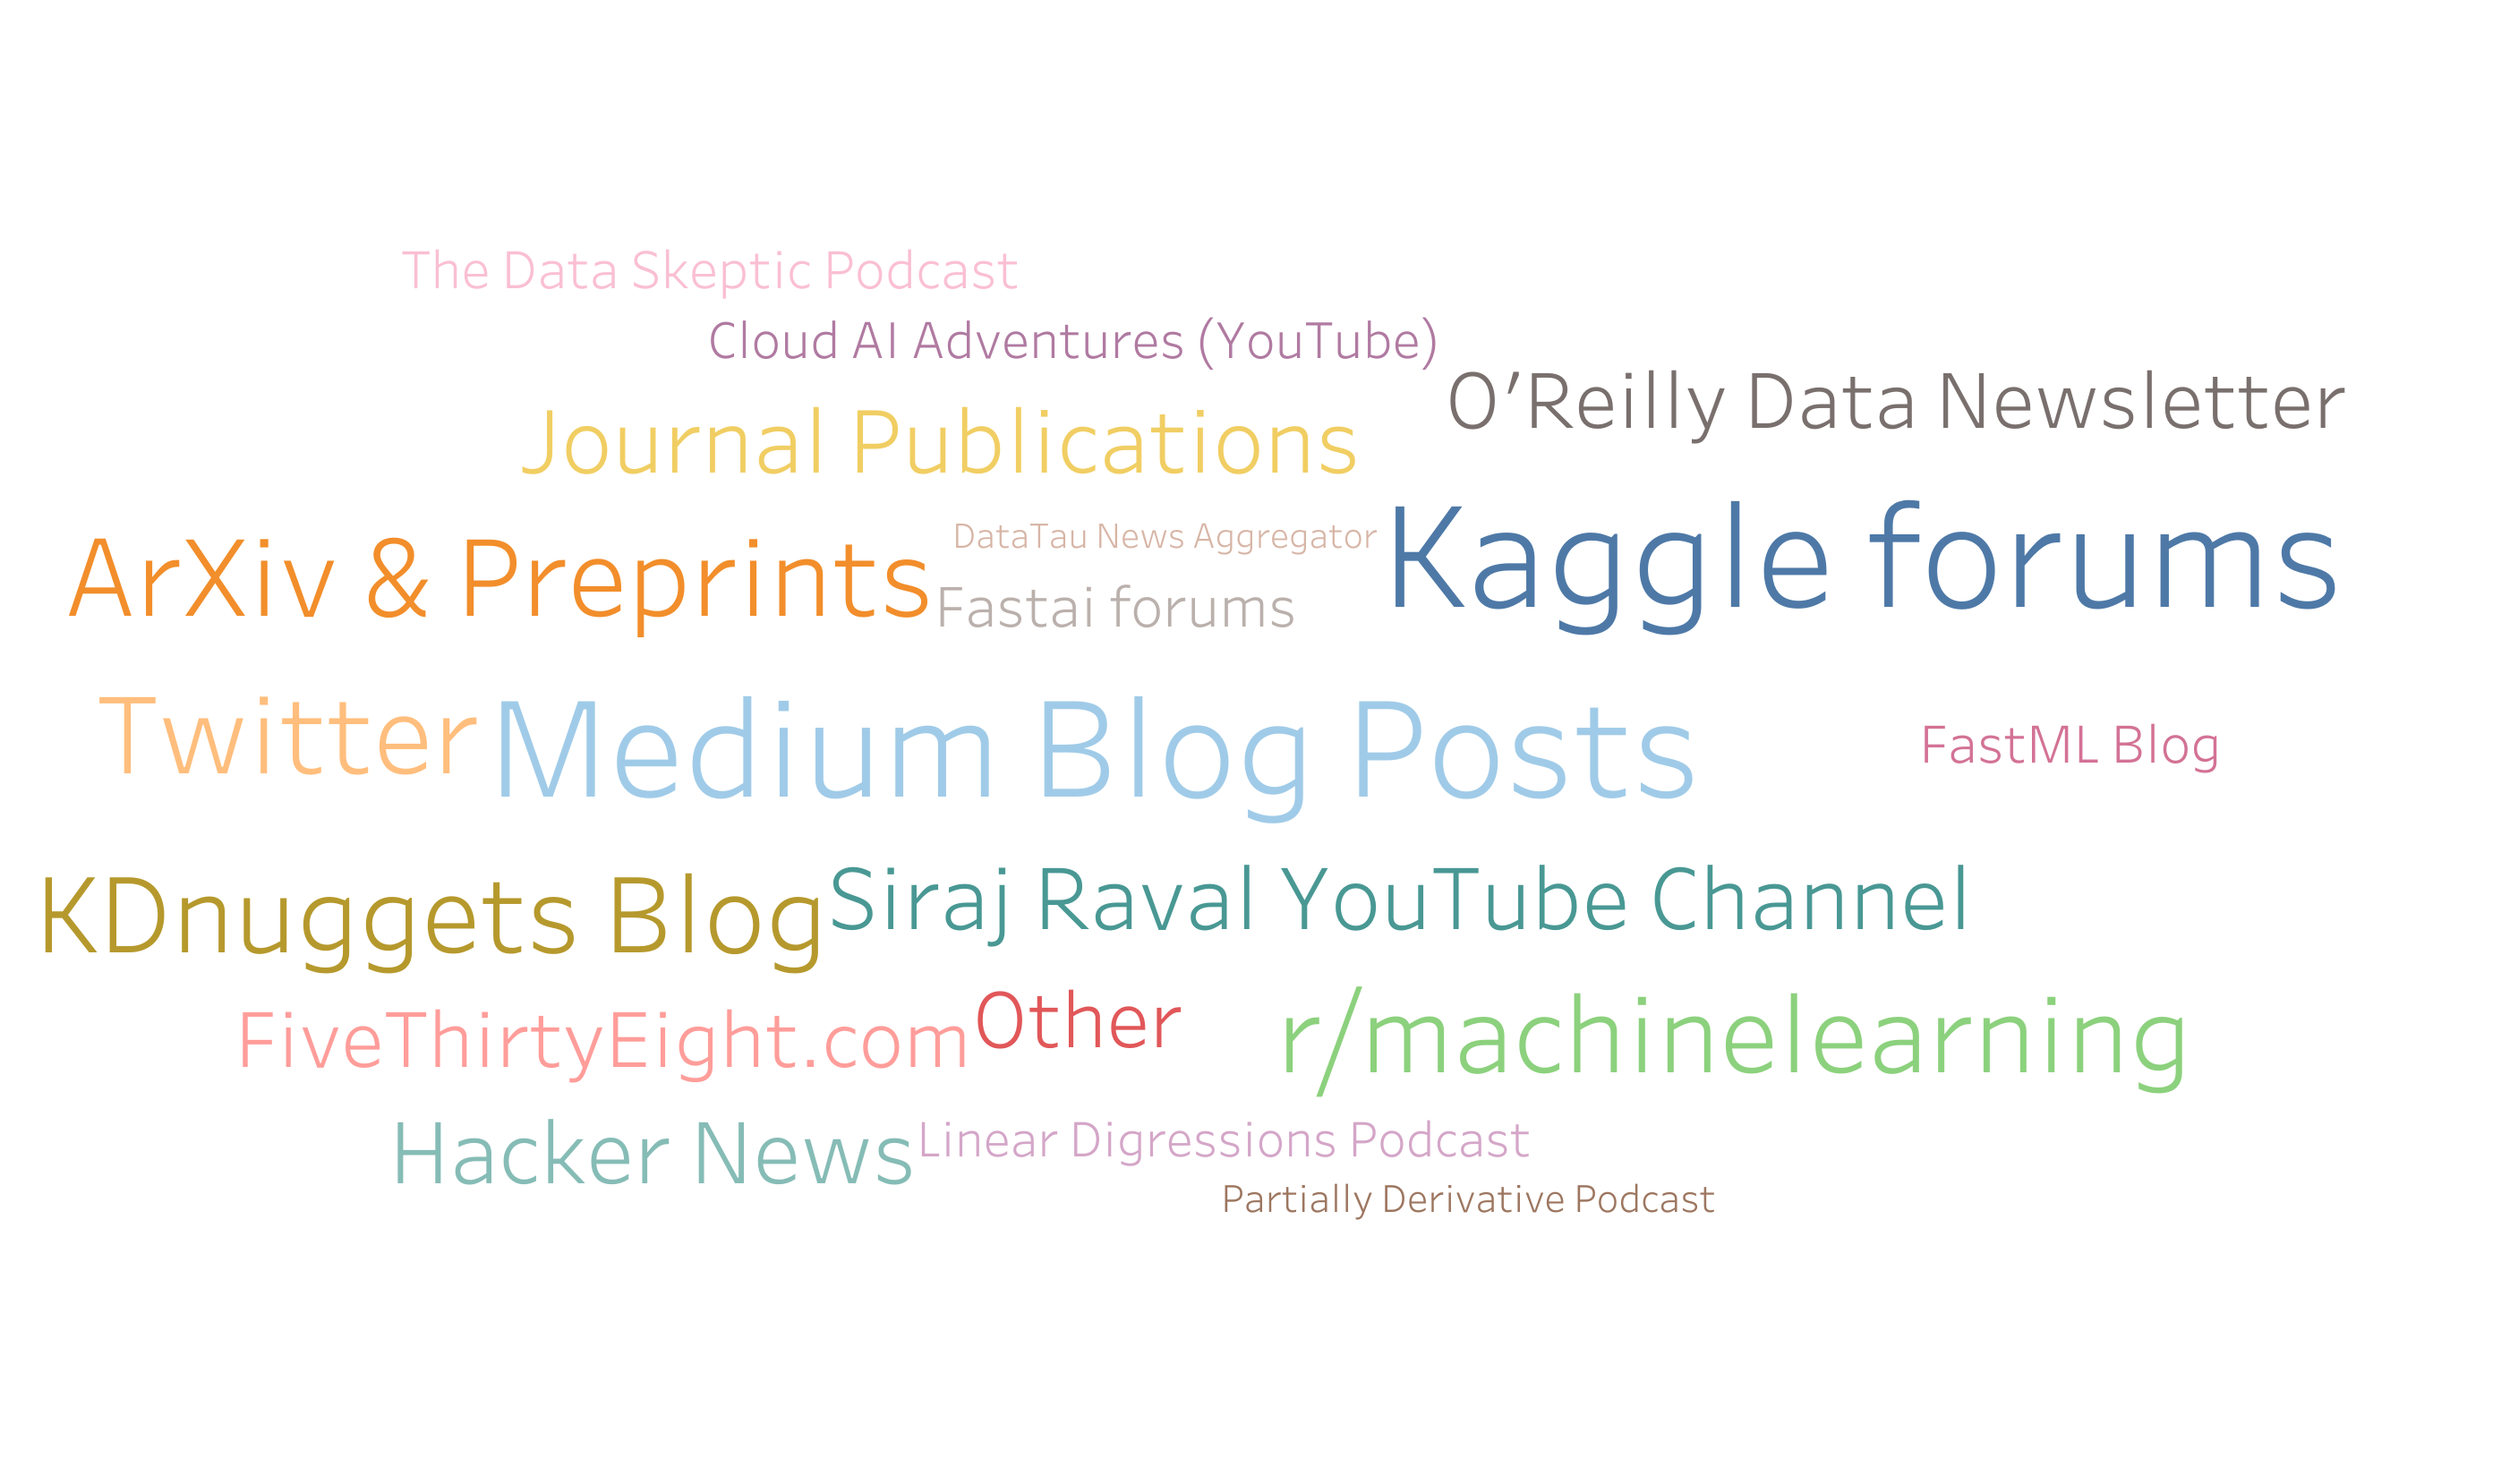 The Data Skeptic Podcast
Cloud AI Adventures (YouTube)
O'Reilly Data Newsletter
Journal Publications
DataTau News Aggregator
Kaggle forums
ArXiv & Preprints
Fastai forums
Twitter
Medium Blog Posts
FastML Blog
KDnuggets Blog
Siraj Raval YouTube Channel
FiveThirtyEight.com
Other
r/machinelearning
Hacker News
Linear Digressions Podcast
Partially Derivative Podcast